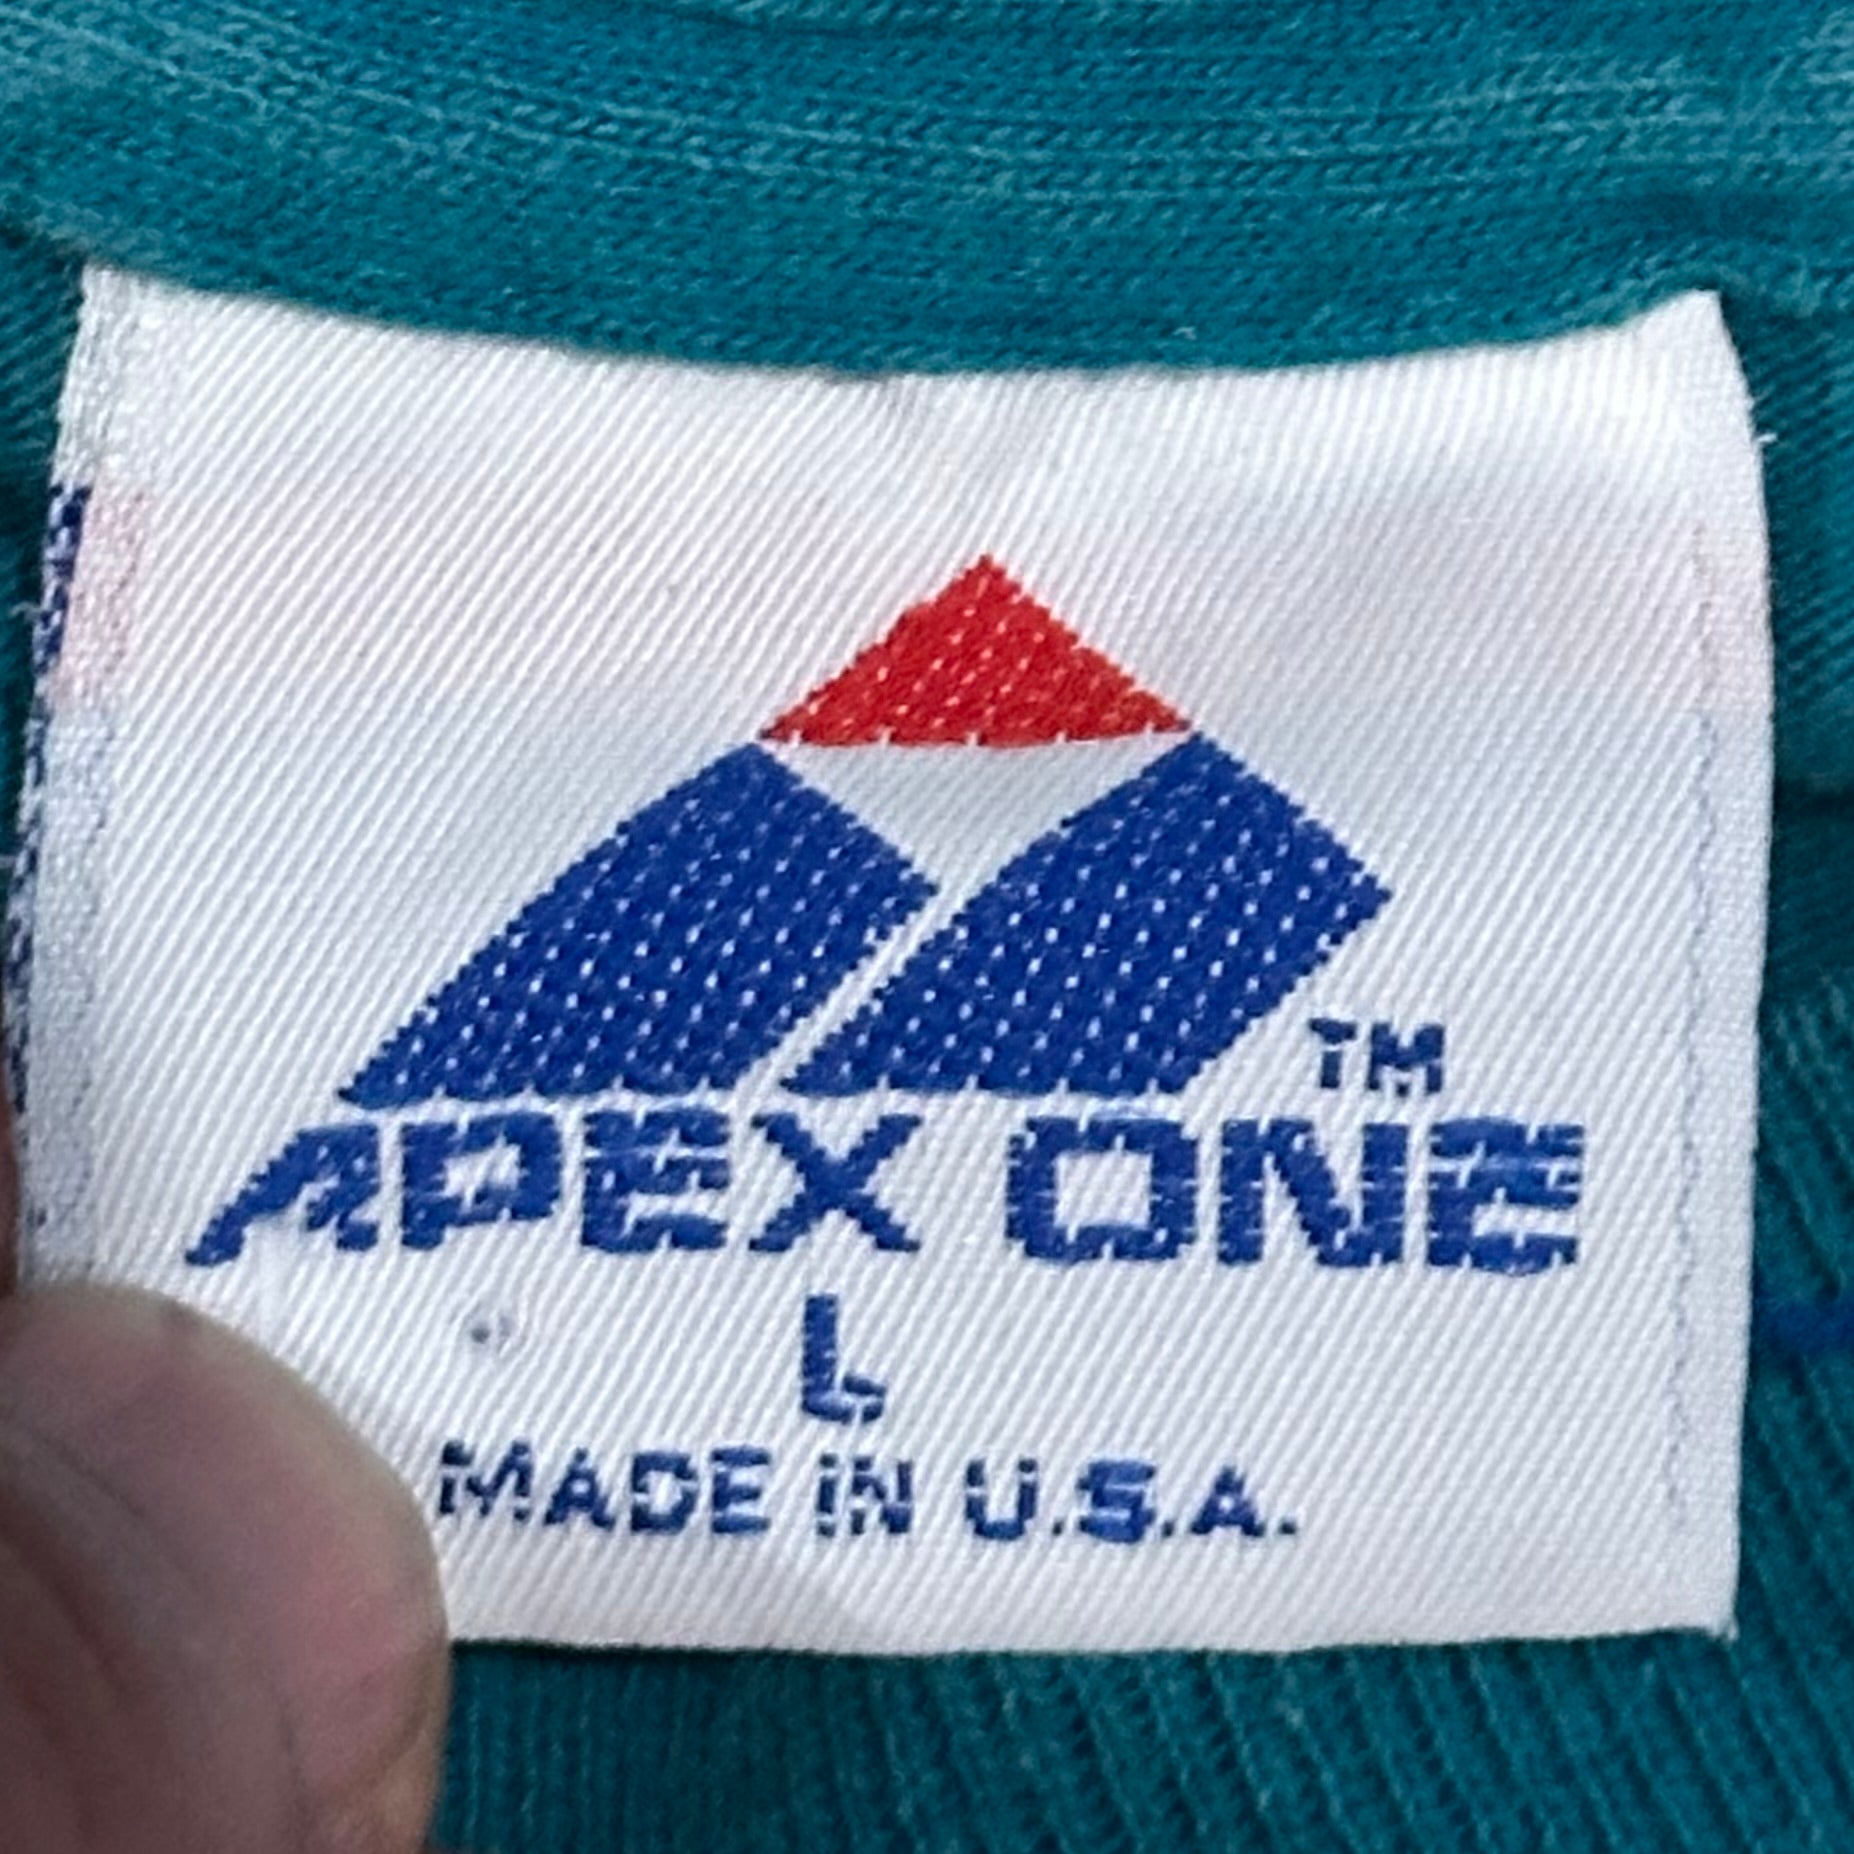 TM
APEX ONE
L
MADE IN U.S.A.